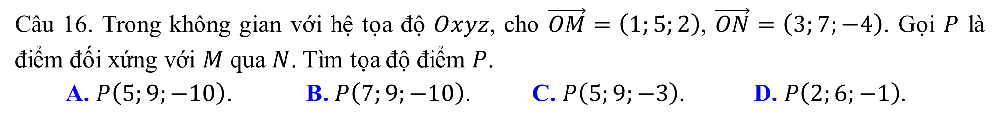 Câu 16. Trong không gian với hệ tọa độ Oxyz, cho $\overrightarrow{OM} = (1; 5; 2)$, $\overrightarrow{ON} = (3; 7; -4)$. Gọi P là
điểm đối xứng với M qua N. Tìm tọa độ điểm P.
A. P(5; 9; −10). B. P(7; 9; −10). C. P(5; 9; −3). D. P(2; 6; −1).